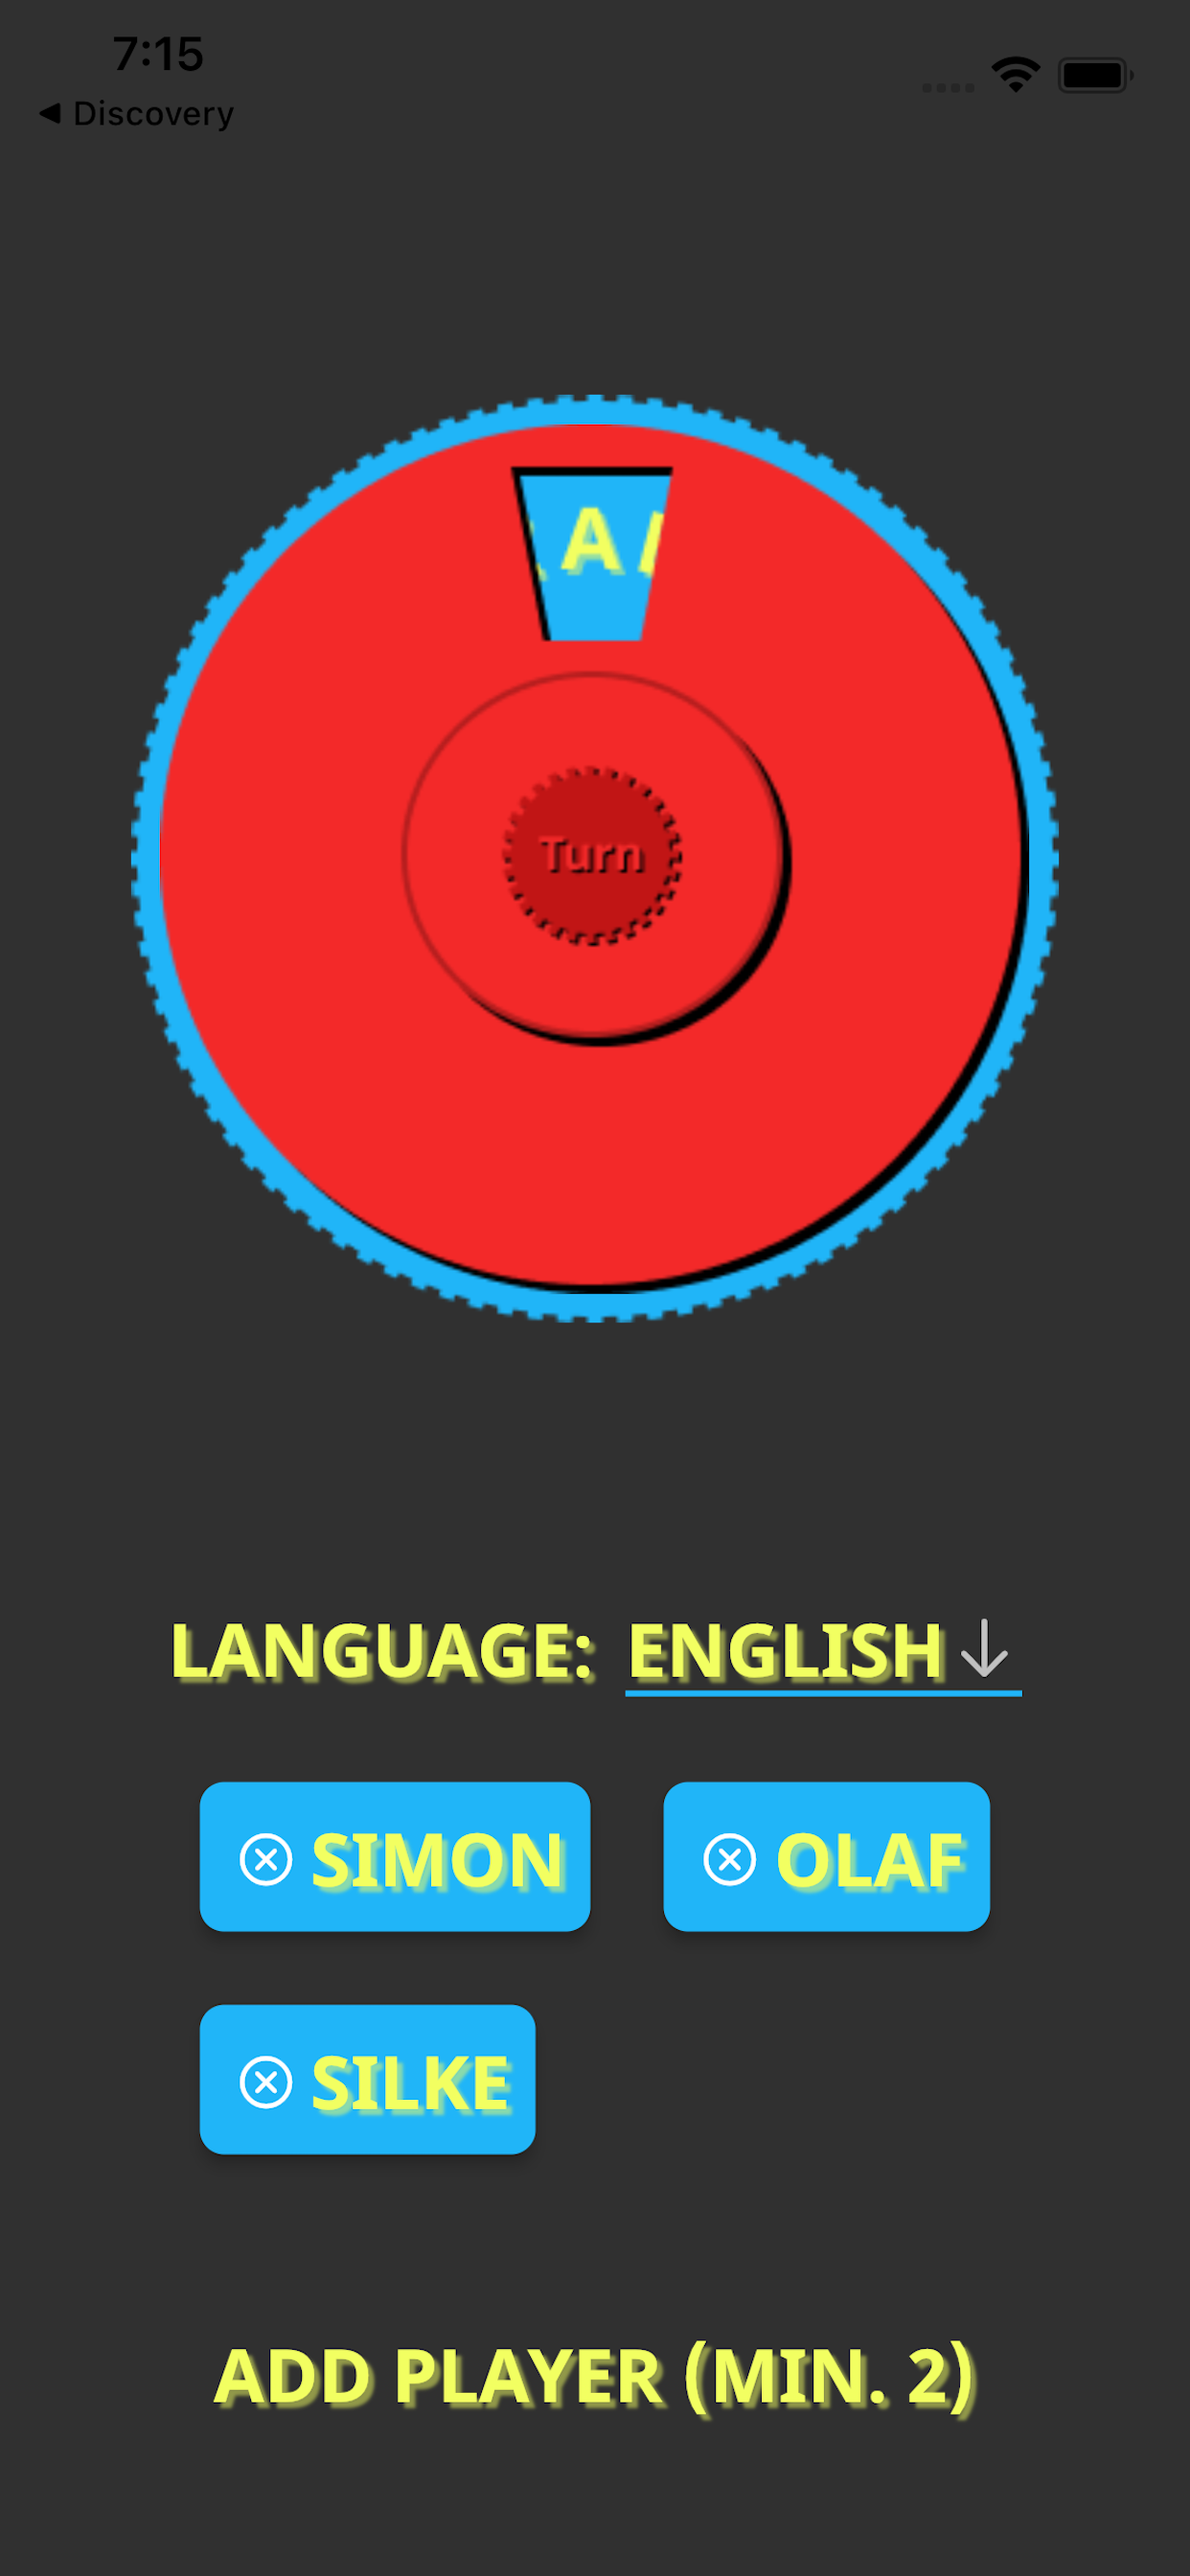 7:15
◀ Discovery
A
Turn
LANGUAGE: ENGLISH
SIMON OLAF
SILKE
ADD PLAYER (MIN. 2)